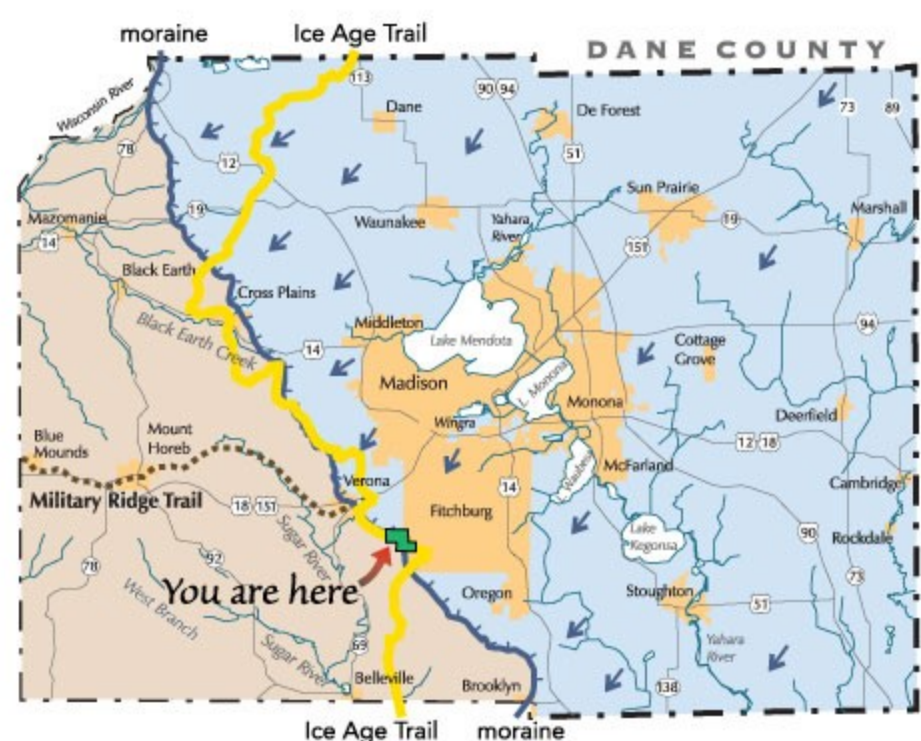 moraine
Ice Age Trail
DANE COUNTY
Wisconsin River
113
90 94
73
89
Dane
De Forest
78
12
51
Sun Prairie
19
Mazomanie
14
Waunakee
Yahara
River
19
Marshall
151
Black Earth
Cross Plains
Black Earth Creek
Middleton
Lake Mendota
94
14
Cottage
Grove
Madison
L. Monona
Monona
Wingra
Deerfield
Blue
Mounds
Mount
Horeb
12 18
McFarland
Verona
Waubesa
Cambridge
Military Ridge Trail
18 151
14
Fitchburg
Sugar River
Lake
Kegonsa
90
Rockdale
92
78
You are here
73
West Branch
Sugar River
Oregon
Stoughton
51
69
Yahara
River
Belleville
Brooklyn
138
Ice Age Trail
moraine